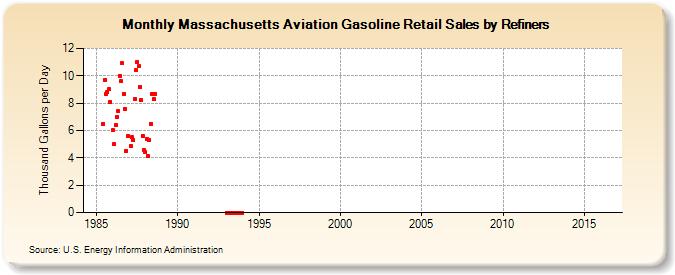 Monthly Massachusetts Aviation Gasoline Retail Sales by Refiners
Thousand Gallons per Day
12
10
8
6
4
2
0
1985 1990 1995 2000 2005 2010 2015
Source: U.S. Energy Information Administration